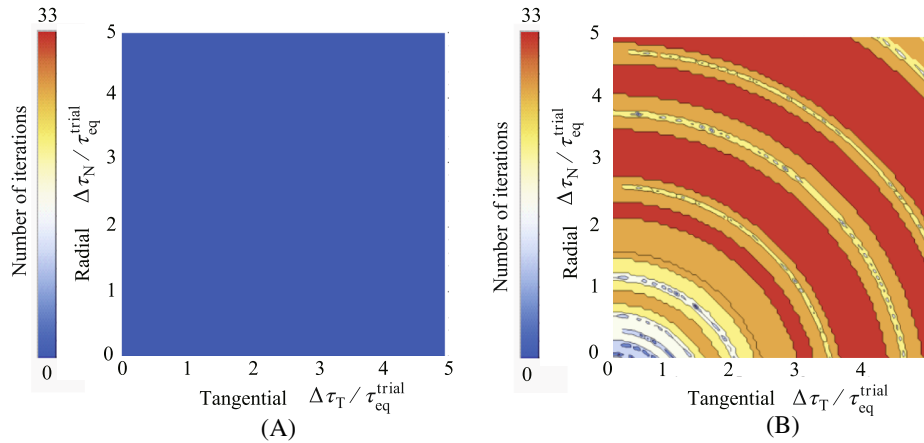 33
Number of iterations
0
Radial Δτ_N / τ_eq^trial
5
4
3
2
1
0
0 1 2 3 4 5
Tangential Δτ_T / τ_eq^trial
(A)
33
Number of iterations
0
Radial Δτ_N / τ_eq^trial
5
4
3
2
1
0
0 1 2 3 4
Tangential Δτ_T / τ_eq^trial
(B)